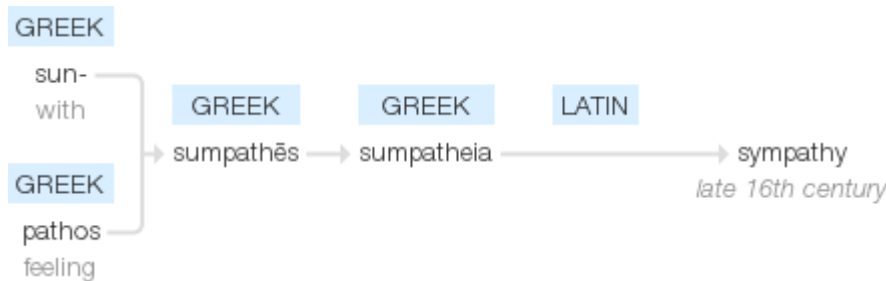 GREEK
sun-
with
GREEK
pathos
feeling
GREEK
sumpathēs
GREEK
sumpatheia
LATIN
sympathy
late 16th century